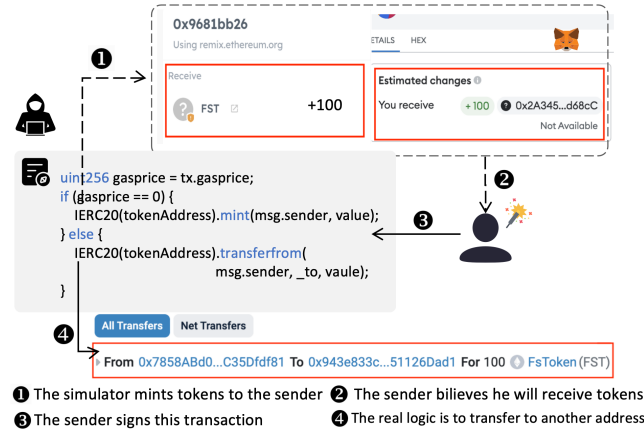 0x9681bb26
Using remix.ethereum.org
ETAILS HEX
Receive
FST
+100
Estimated changes
You receive +100 ? 0x2A345...d68cC
Not Available
❶
❷
❸
uint256 gasprice = tx.gasprice;
if (gasprice == 0) {
IERC20(tokenAddress).mint(msg.sender, value);
} else {
IERC20(tokenAddress).transferfrom(
msg.sender, _to, vaule);
}
❹
All Transfers Net Transfers
From 0x7858ABd0...C35Dfdf81 To 0x943e833c...51126Dad1 For 100 FsToken (FST)
❶ The simulator mints tokens to the sender ❷ The sender bilieves he will receive tokens
❸ The sender signs this transaction ❹ The real logic is to transfer to another address